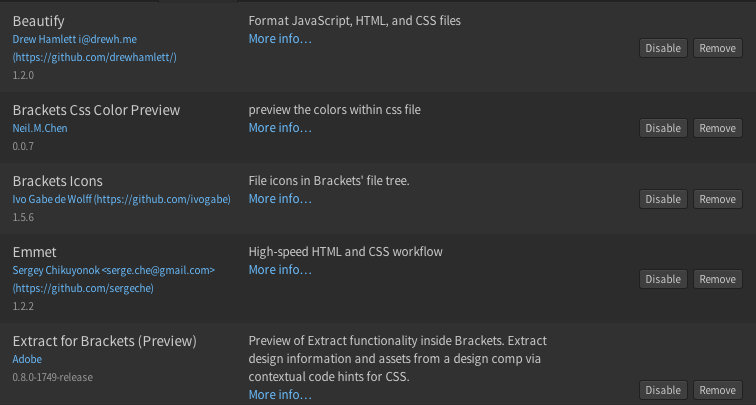 Beautify
Drew Hamlett i@drewh.me
(https://github.com/drewhamlett/)
1.2.0
Format JavaScript, HTML, and CSS files
More info…
Disable
Remove
Brackets Css Color Preview
Neil.M.Chen
0.0.7
preview the colors within css file
More info…
Disable
Remove
Brackets Icons
Ivo Gabe de Wolff (https://github.com/ivogabe)
1.5.6
File icons in Brackets' file tree.
More info…
Disable
Remove
Emmet
Sergey Chikuyonok <serge.che@gmail.com>
(https://github.com/sergeche)
1.2.2
High-speed HTML and CSS workflow
More info…
Disable
Remove
Extract for Brackets (Preview)
Adobe
0.8.0-1749-release
Preview of Extract functionality inside Brackets. Extract
design information and assets from a design comp via
contextual code hints for CSS.
More info…
Disable
Remove